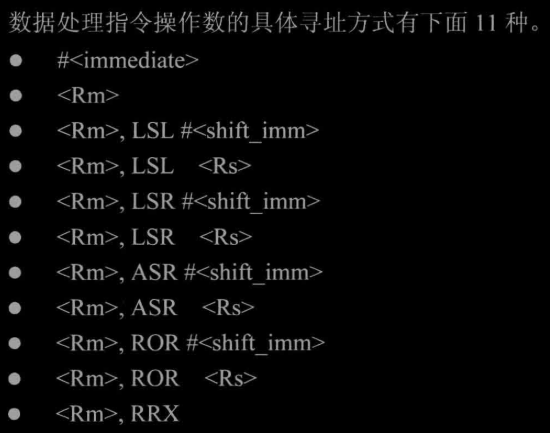 数据处理指令操作数的具体寻址方式有下面 11 种。
● #<immediate>
● <Rm>
● <Rm>, LSL #<shift_imm>
● <Rm>, LSL <Rs>
● <Rm>, LSR #<shift_imm>
● <Rm>, LSR <Rs>
● <Rm>, ASR #<shift_imm>
● <Rm>, ASR <Rs>
● <Rm>, ROR #<shift_imm>
● <Rm>, ROR <Rs>
● <Rm>, RRX